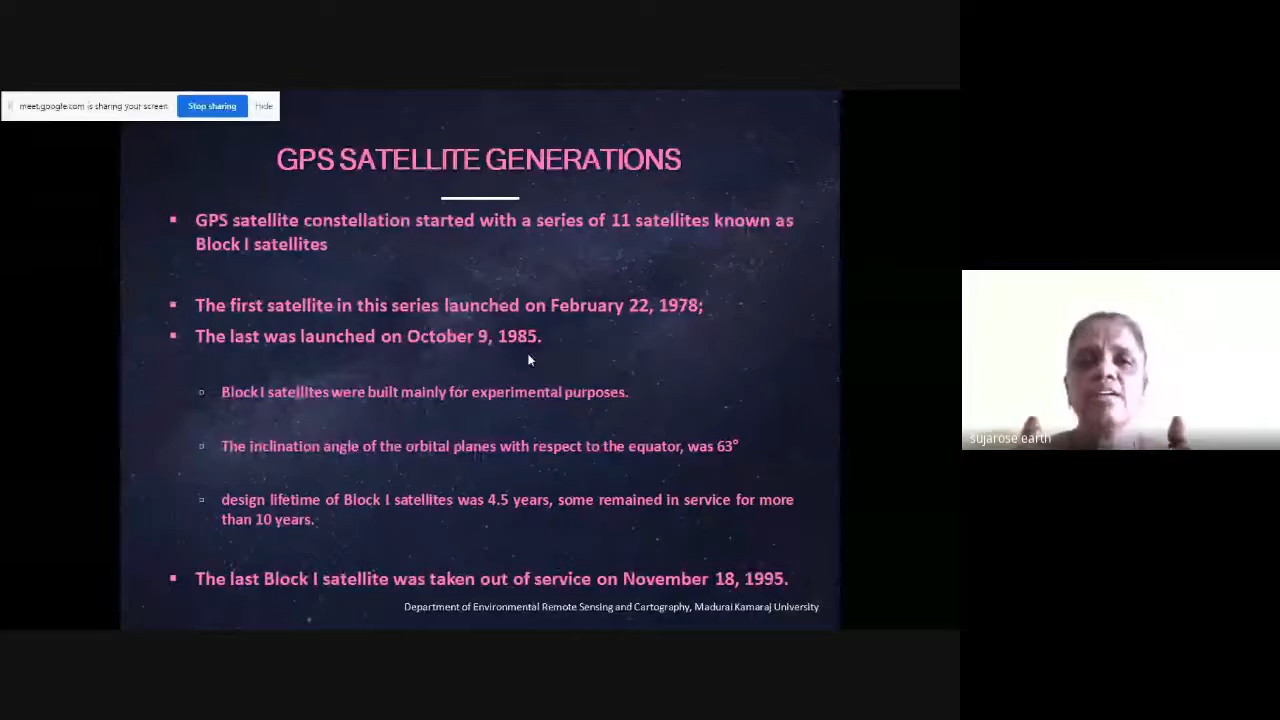 meet.google.com is sharing your screen Stop sharing Hide
GPS SATELLITE GENERATIONS
▪ GPS satellite constellation started with a series of 11 satellites known as
Block I satellites
▪ The first satellite in this series launched on February 22, 1978;
▪ The last was launched on October 9, 1985.
▫ Block I satellites were built mainly for experimental purposes.
▫ The inclination angle of the orbital planes with respect to the equator, was 63°
▫ design lifetime of Block I satellites was 4.5 years, some remained in service for more
than 10 years.
▪ The last Block I satellite was taken out of service on November 18, 1995.
Department of Environmental Remote Sensing and Cartography, Madurai Kamaraj University
sujarose earth